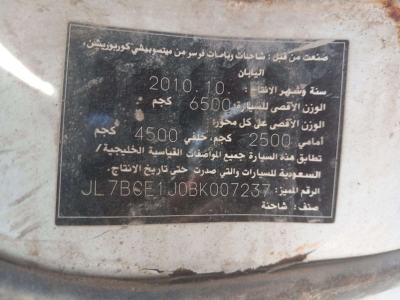 صنعت من قبل : شاحنات وباصات فوسو من ميتسوبيشي كوربوريشن،
اليابان
سنة وشهر الانتاج : 2010.10.
الوزن الأقصى للسيارة: 6500 كجم
الوزن الأقصى على كل محور:
أمامي 2500 كجم، خلفي 4500 كجم
تطابق هذه السيارة جميع المواصفات القياسية الخليجية/
السعودية للسيارات والتي صدرت حتى تاريخ الانتاج.
الرقم المميز: JL7BCE1J0BK007237
صنف: شاحنة